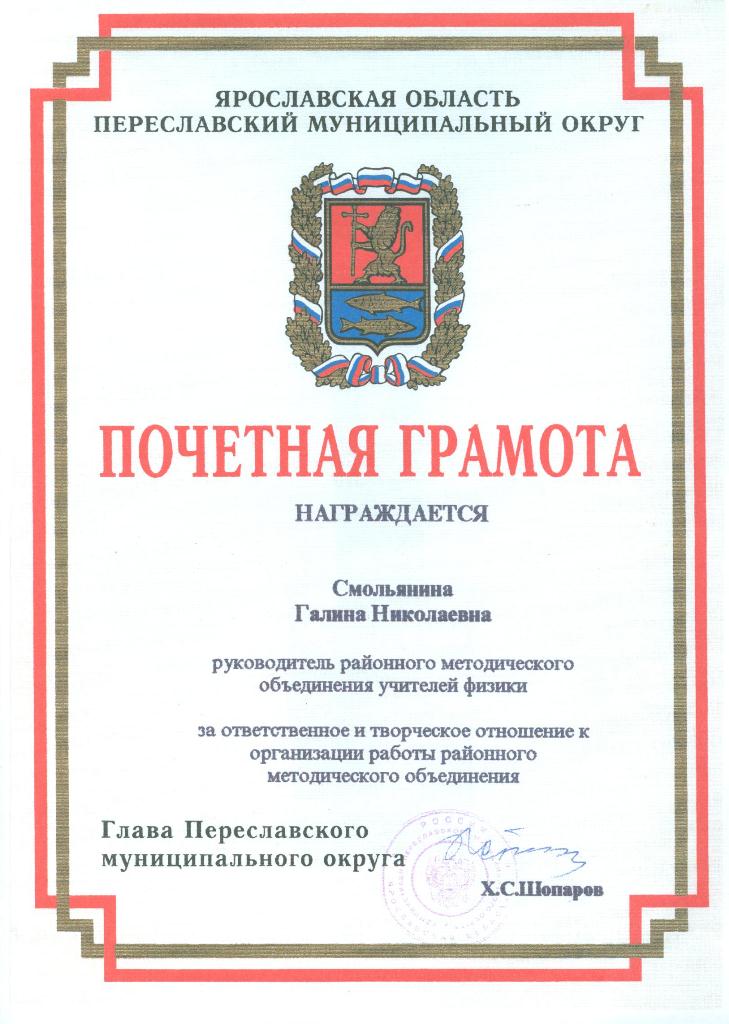 ЯРОСЛАВСКАЯ ОБЛАСТЬ
ПЕРЕСЛАВСКИЙ МУНИЦИПАЛЬНЫЙ ОКРУГ
ПОЧЕТНАЯ ГРАМОТА
НАГРАЖДАЕТСЯ
Смольянина
Галина Николаевна
руководитель районного методического
объединения учителей физики
за ответственное и творческое отношение к
организации работы районного
методического объединения
Глава Переславского
муниципального округа
Х.С.Шопаров